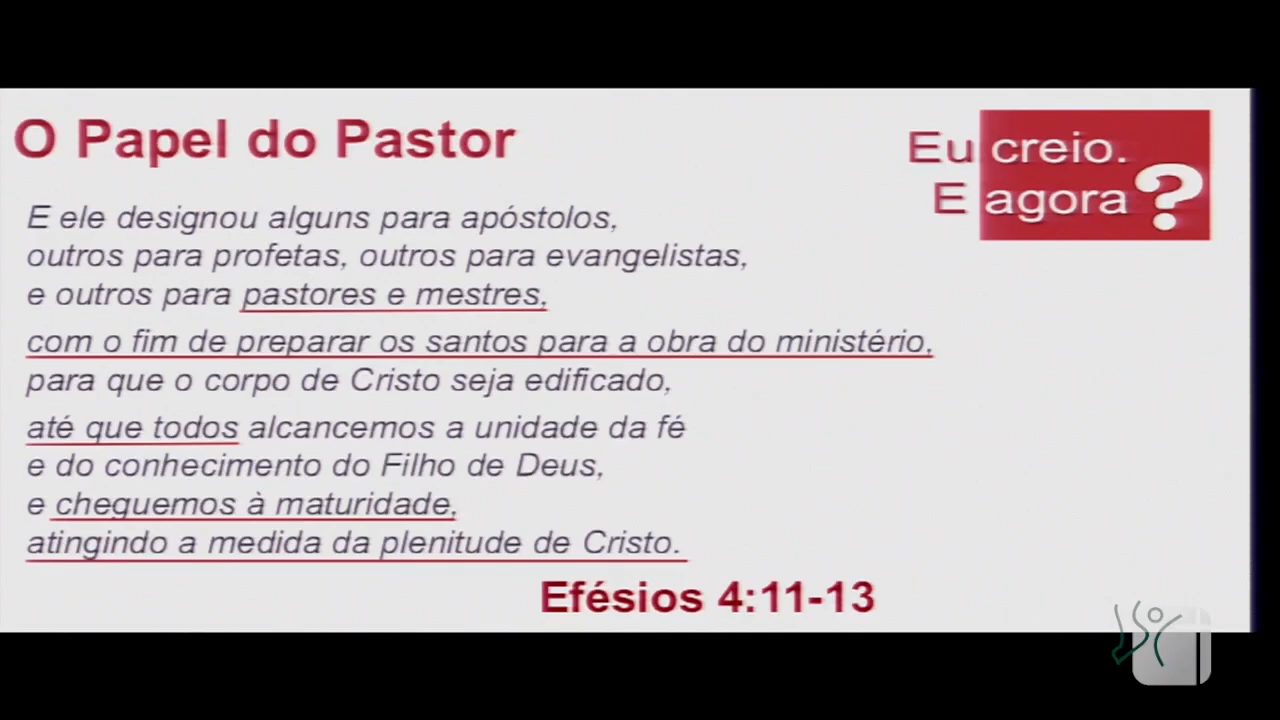 O Papel do Pastor
Eu creio.
E agora?
E ele designou alguns para apóstolos,
outros para profetas, outros para evangelistas,
e outros para pastores e mestres,
com o fim de preparar os santos para a obra do ministério,
para que o corpo de Cristo seja edificado,
até que todos alcancemos a unidade da fé
e do conhecimento do Filho de Deus,
e cheguemos à maturidade,
atingindo a medida da plenitude de Cristo.
Efésios 4:11-13